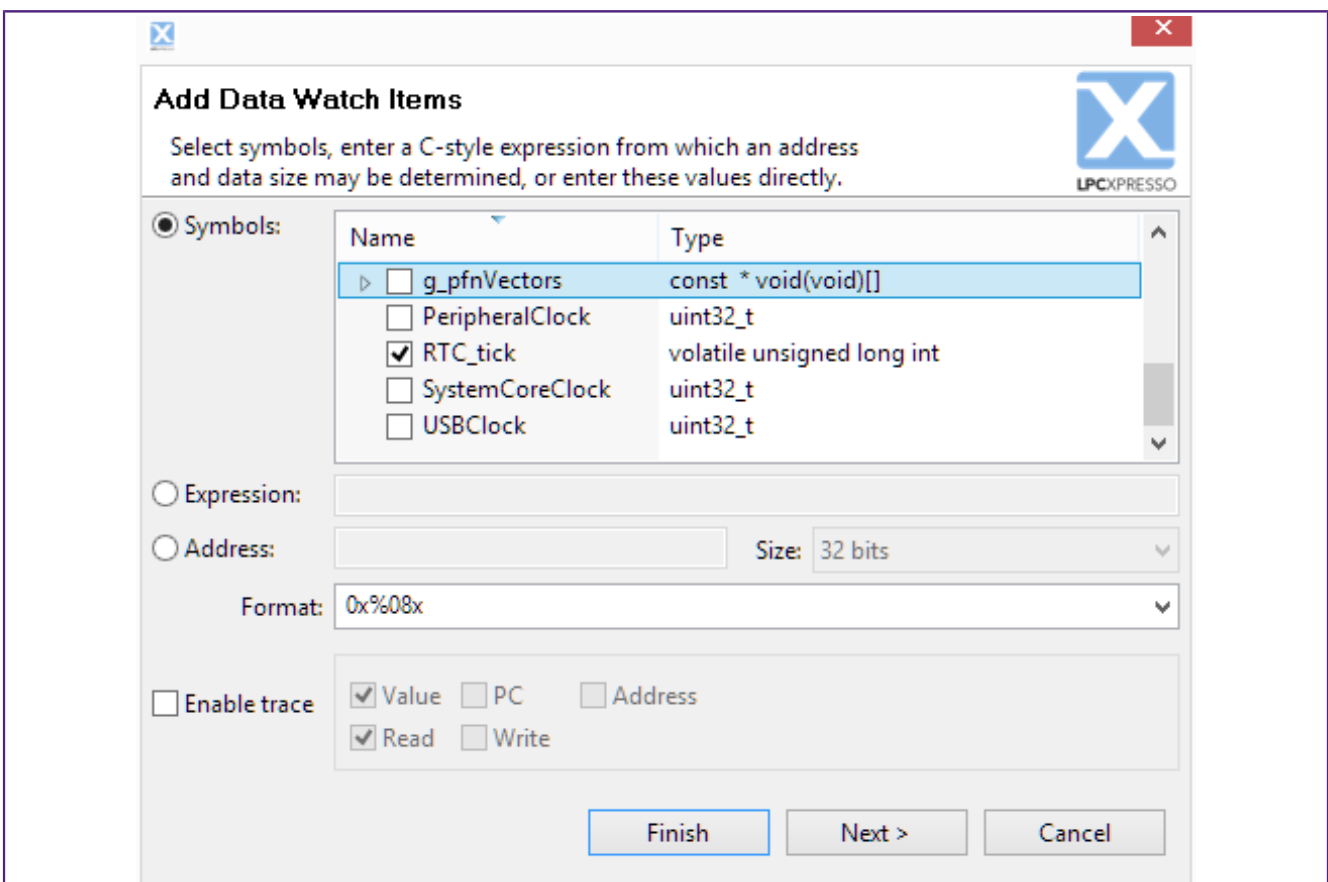 Add Data Watch Items
Select symbols, enter a C-style expression from which an address
and data size may be determined, or enter these values directly.
LPCXPRESSO
Symbols:
Name Type
g_pfnVectors const * void(void)[]
PeripheralClock uint32_t
RTC_tick volatile unsigned long int
SystemCoreClock uint32_t
USBClock uint32_t
Expression:
Address: Size: 32 bits
Format: 0x%08x
Enable trace
Value PC Address
Read Write
Finish Next > Cancel